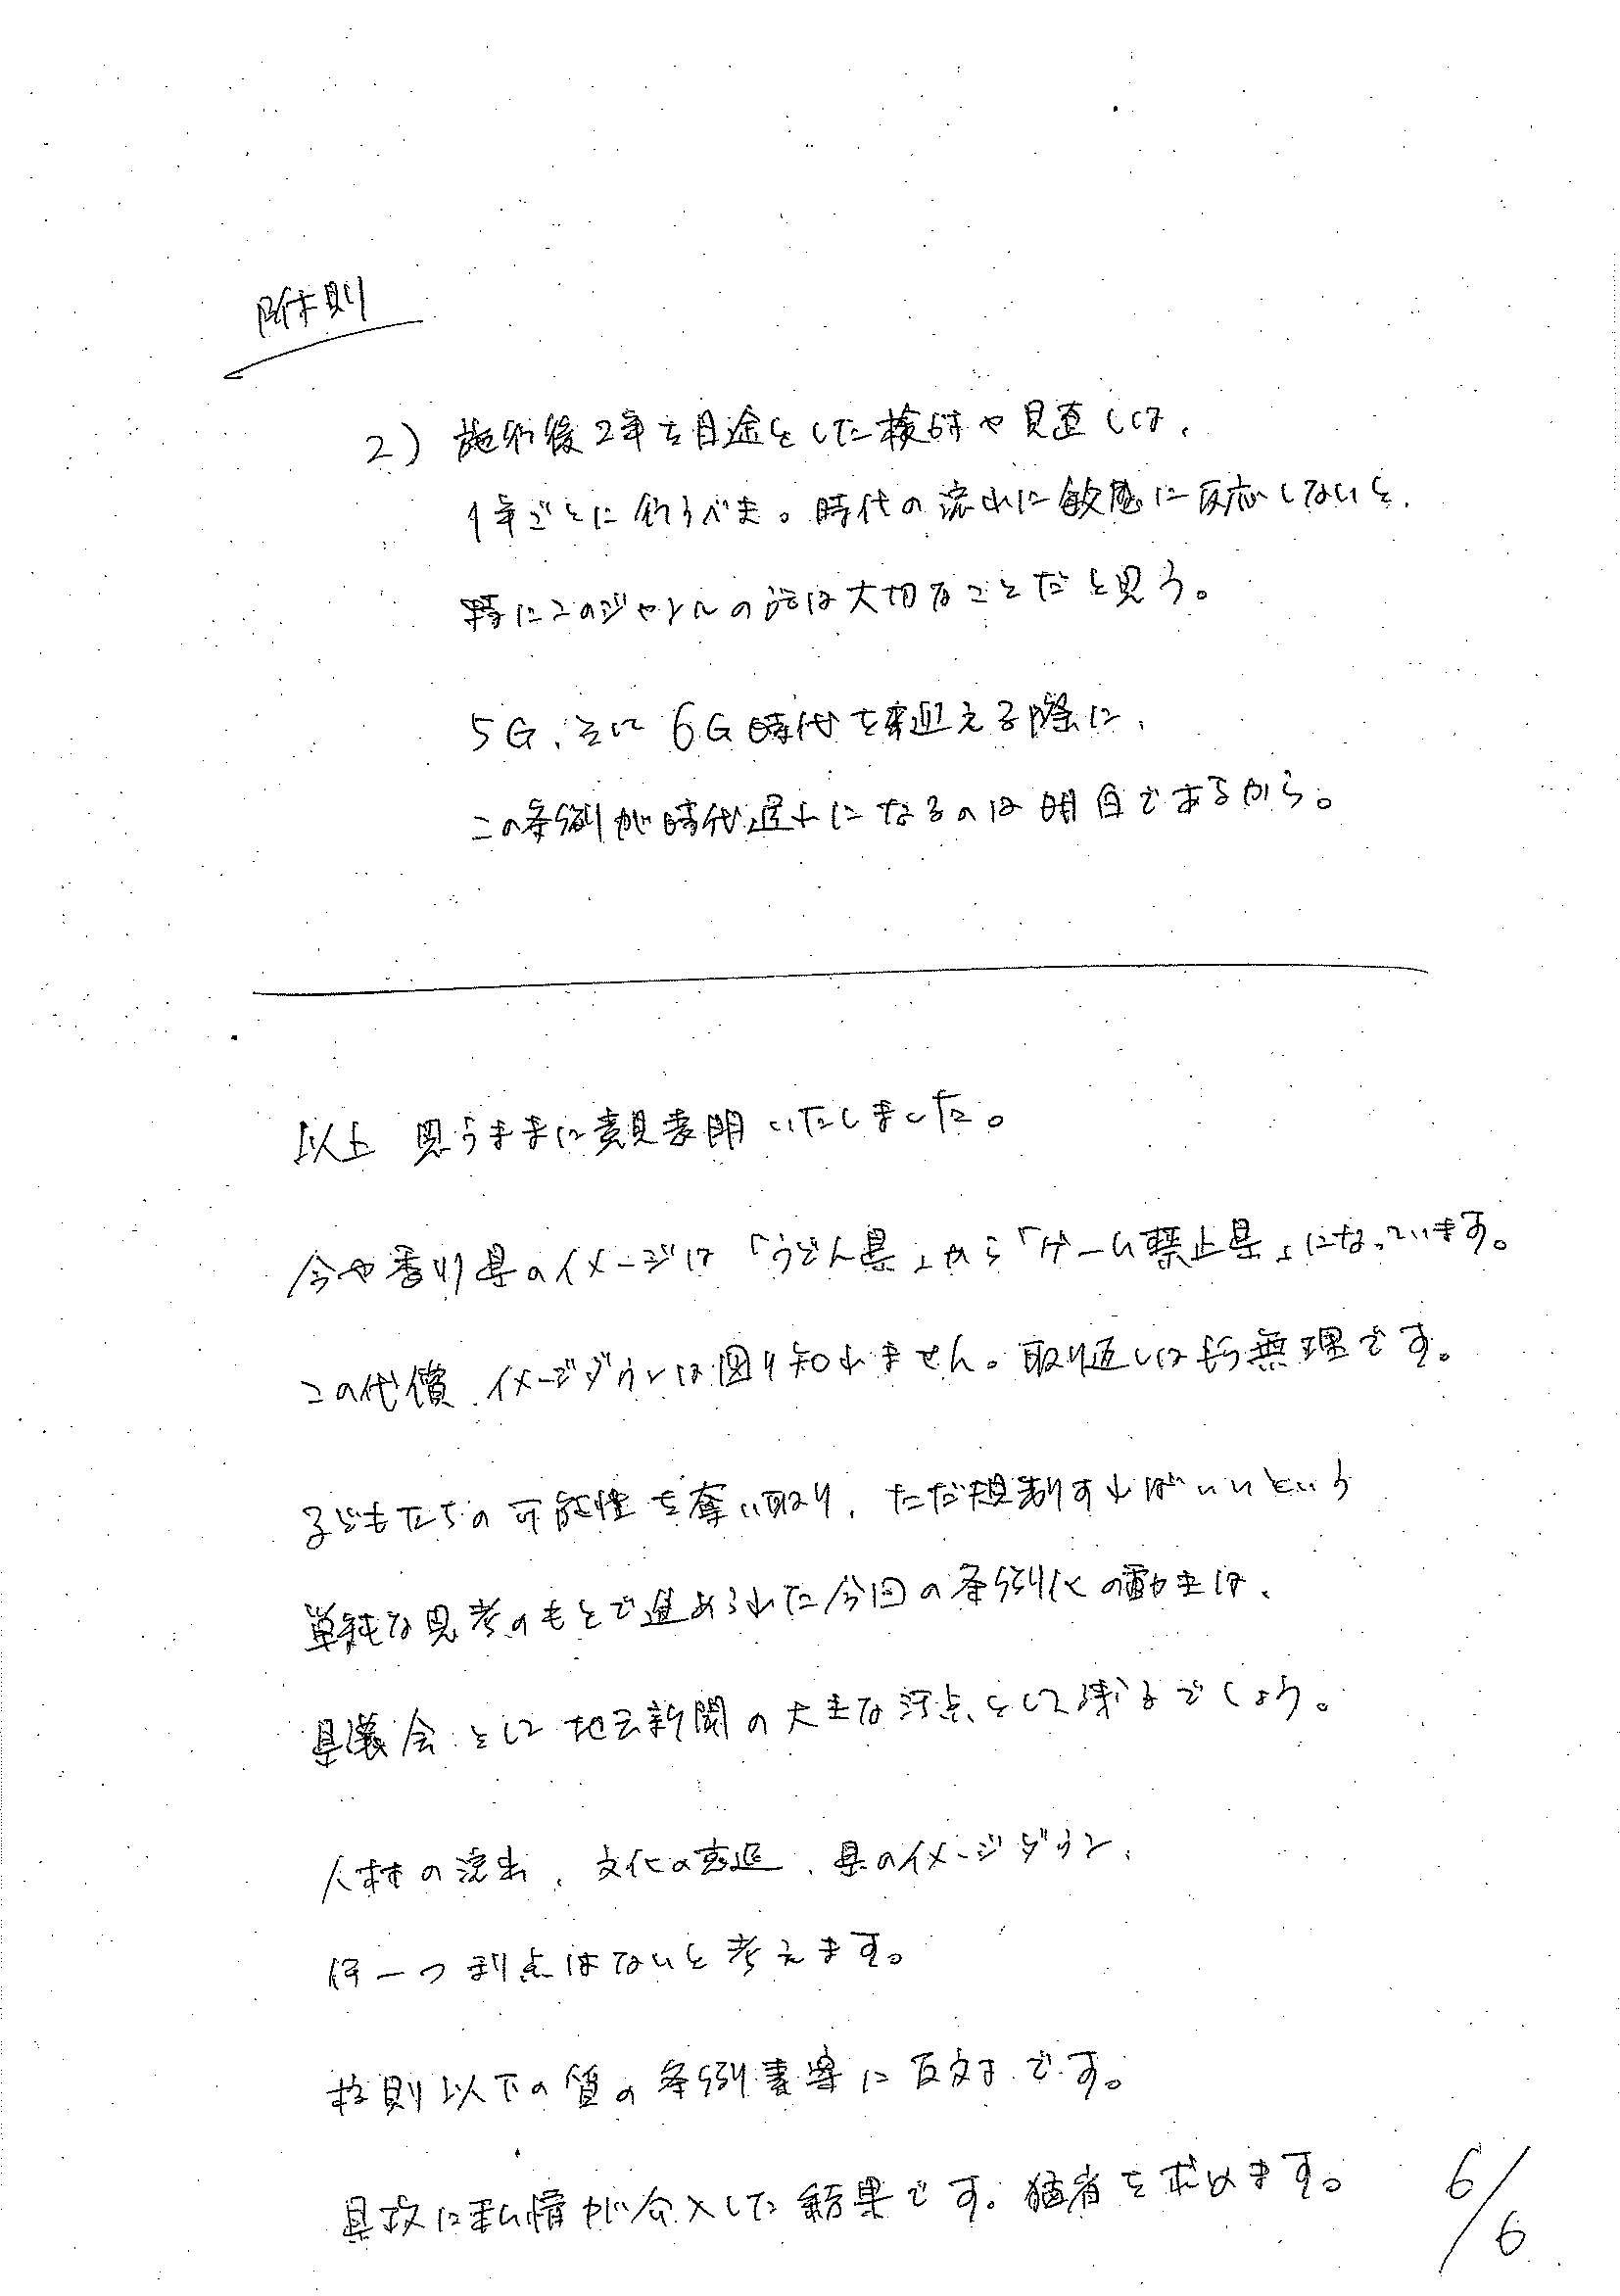 附則
2) 施行後2年を目途とした検討や見直しは、
1年ごとに行うべき。時代の流れに敏感に反応しないと、
特にこのジャンルの話は大切なことだと思う。
5G、そして6G時代を迎える際に、
この条例が時代遅れになるのは明白であるから。
以上 思うままに意見表明いたしました。
今や香川県のイメージは「うどん県」から「ゲーム禁止県」になっています。
この代償、イメージダウンは図り知れません。取り返しはもう無理です。
子どもたちの可能性を奪い取り、ただ規制すればいいという
単純な思考のもとで進められた今回の条例化の動きは、
県議会 そして地元新聞の大きな汚点として残るでしょう。
人材の流出、文化の衰退、県のイメージダウン、
何一つ利点はないと考えます。
校則以下の質の条例素案に反対です。
県政に私情が介入した結果です。猛省を求めます。
6/6